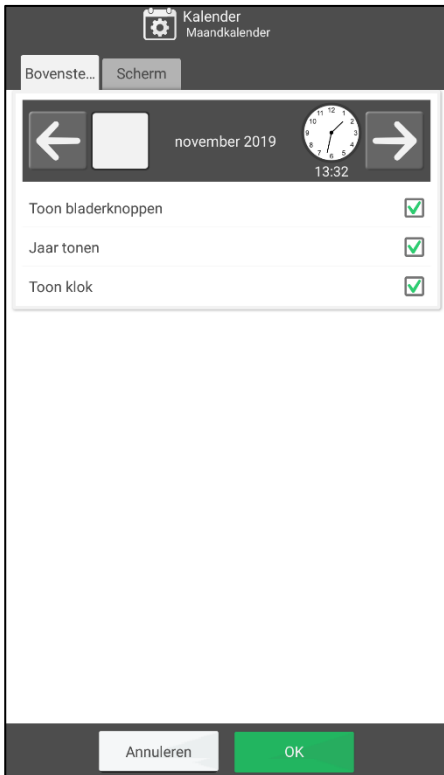 Kalender
Maandkalender
Bovenste... Scherm
november 2019
13:32
Toon bladerknoppen
Jaar tonen
Toon klok
Annuleren OK